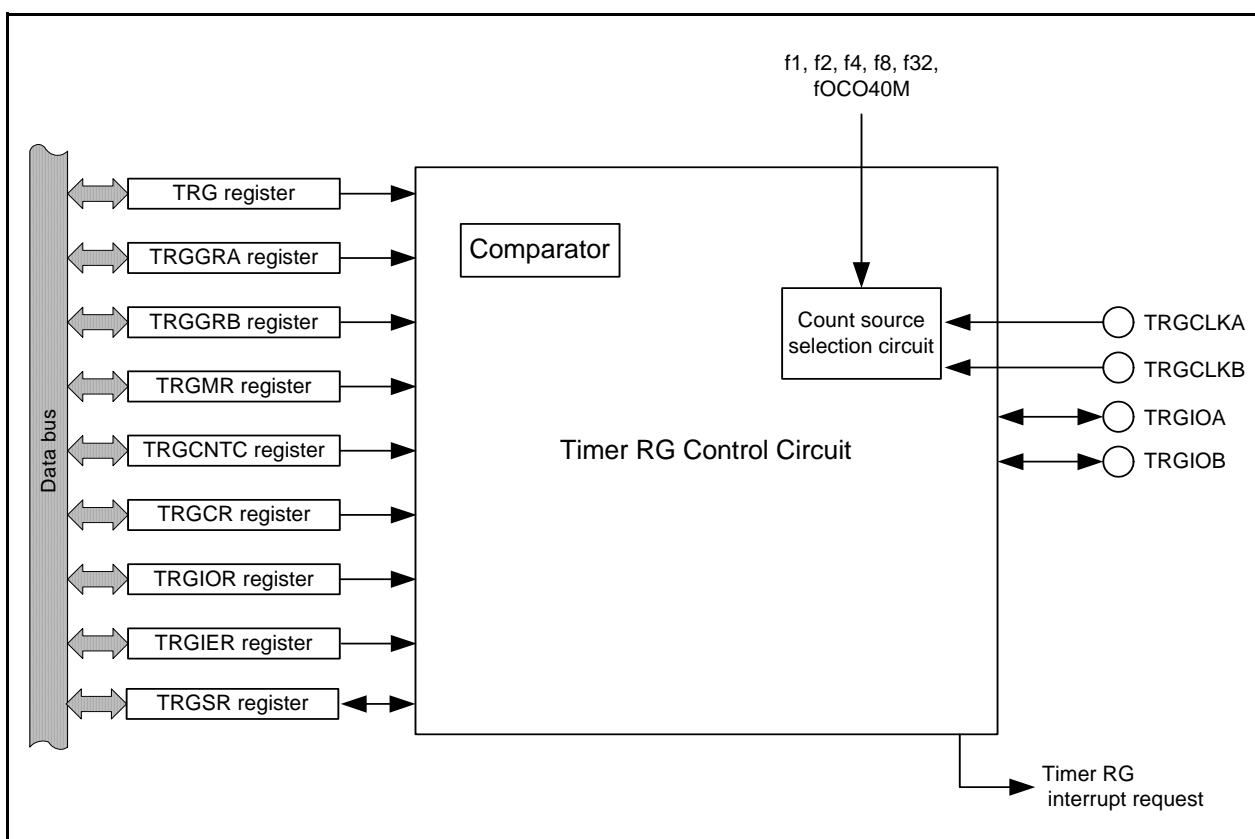 f1, f2, f4, f8, f32,
fOCO40M
Data bus
TRG register
TRGGRA register
TRGGRB register
TRGMR register
TRGCNTC register
TRGCR register
TRGIOR register
TRGIER register
TRGSR register
Comparator
Count source
selection circuit
Timer RG Control Circuit
TRGCLKA
TRGCLKB
TRGIOA
TRGIOB
Timer RG
interrupt request